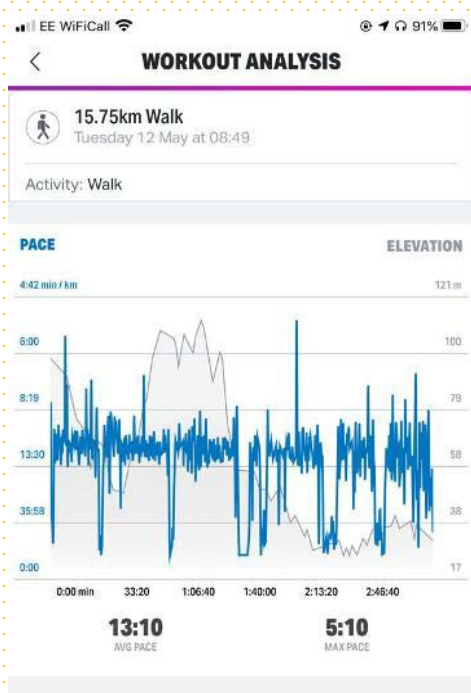 EE WiFiCall 91%
WORKOUT ANALYSIS
15.75km Walk
Tuesday 12 May at 08:49
Activity: Walk
PACE ELEVATION
4:42 min / km 121 m
6:00 100
8:19 79
13:30 58
35:58 38
0:00 17
0:00 min 33:20 1:06:40 1:40:00 2:13:20 2:46:40
13:10 5:10
AVG PACE MAX PACE